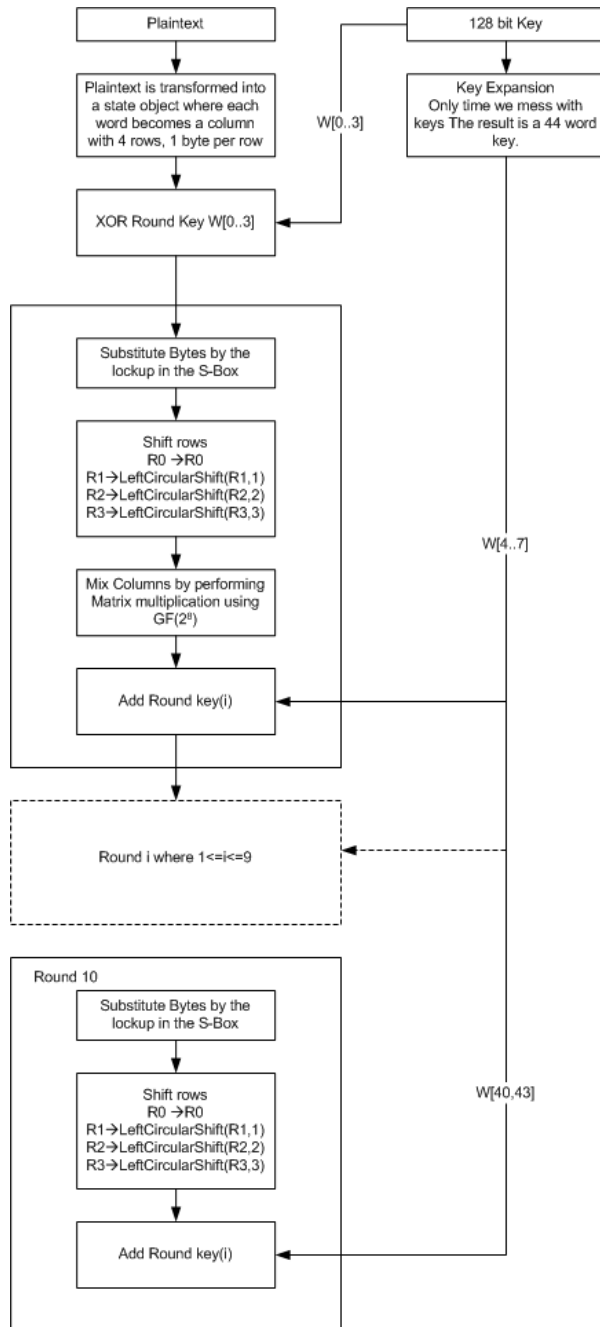 Plaintext
128 bit Key
Plaintext is transformed into
a state object where each
word becomes a column
with 4 rows, 1 byte per row
W[0..3]
Key Expansion
Only time we mess with
keys The result is a 44 word
key.
XOR Round Key W[0..3]
Substitute Bytes by the
lockup in the S-Box
Shift rows
R0 →R0
R1→LeftCircularShift(R1,1)
R2→LeftCircularShift(R2,2)
R3→LeftCircularShift(R3,3)
W[4..7]
Mix Columns by performing
Matrix multiplication using
GF(2⁸)
Add Round key(i)
Round i where 1<=i<=9
Round 10
Substitute Bytes by the
lockup in the S-Box
Shift rows
R0 →R0
R1→LeftCircularShift(R1,1)
R2→LeftCircularShift(R2,2)
R3→LeftCircularShift(R3,3)
W[40,43]
Add Round key(i)